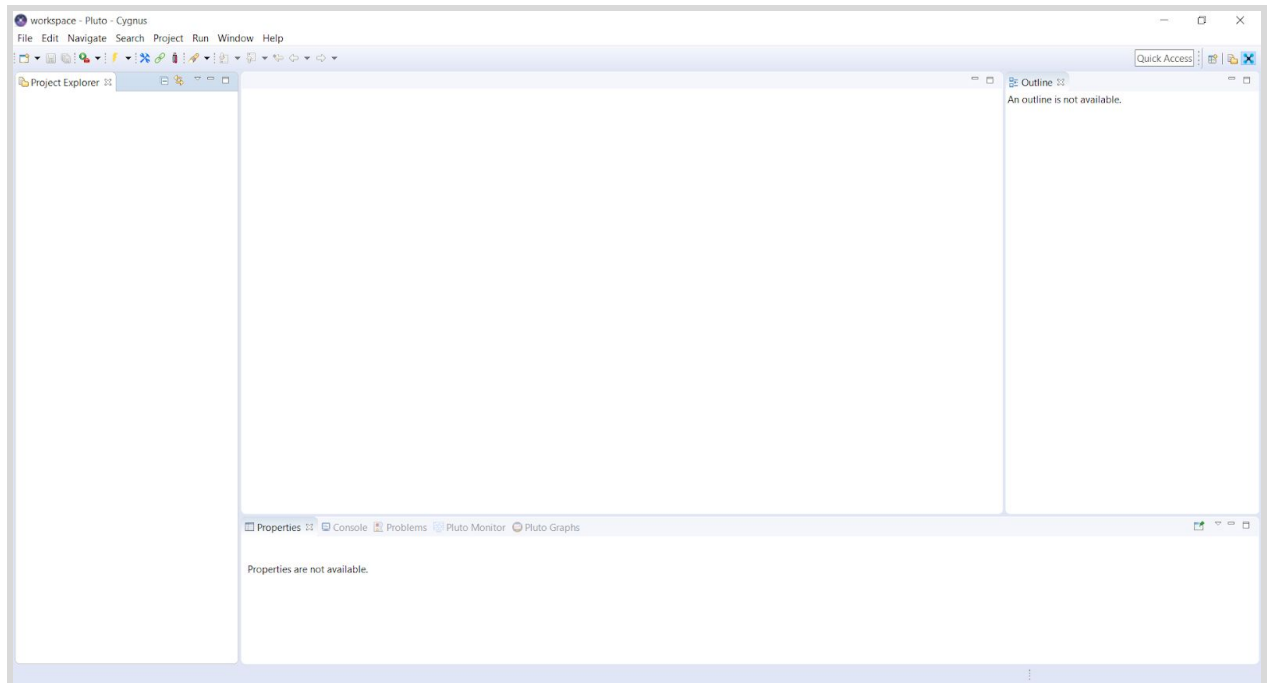 workspace - Pluto - Cygnus
File Edit Navigate Search Project Run Window Help
Quick Access
Project Explorer
Outline
An outline is not available.
Properties Console Problems Pluto Monitor Pluto Graphs
Properties are not available.